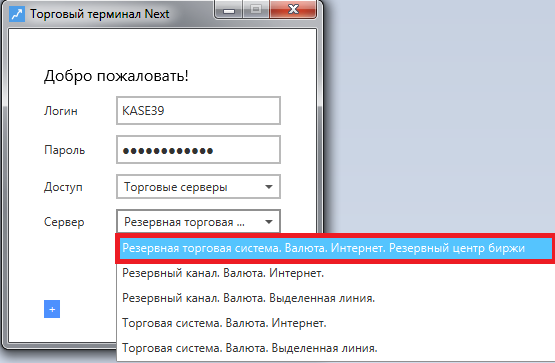 Торговый терминал Next
Добро пожаловать!
Логин KASE39
Пароль ●●●●●●●●●●●●
Доступ Торговые серверы
Сервер Резервная торговая ...
Резервная торговая система. Валюта. Интернет. Резервный центр биржи
Резервный канал. Валюта. Интернет.
Резервный канал. Валюта. Выделенная линия.
Торговая система. Валюта. Интернет.
Торговая система. Валюта. Выделенная линия.
+